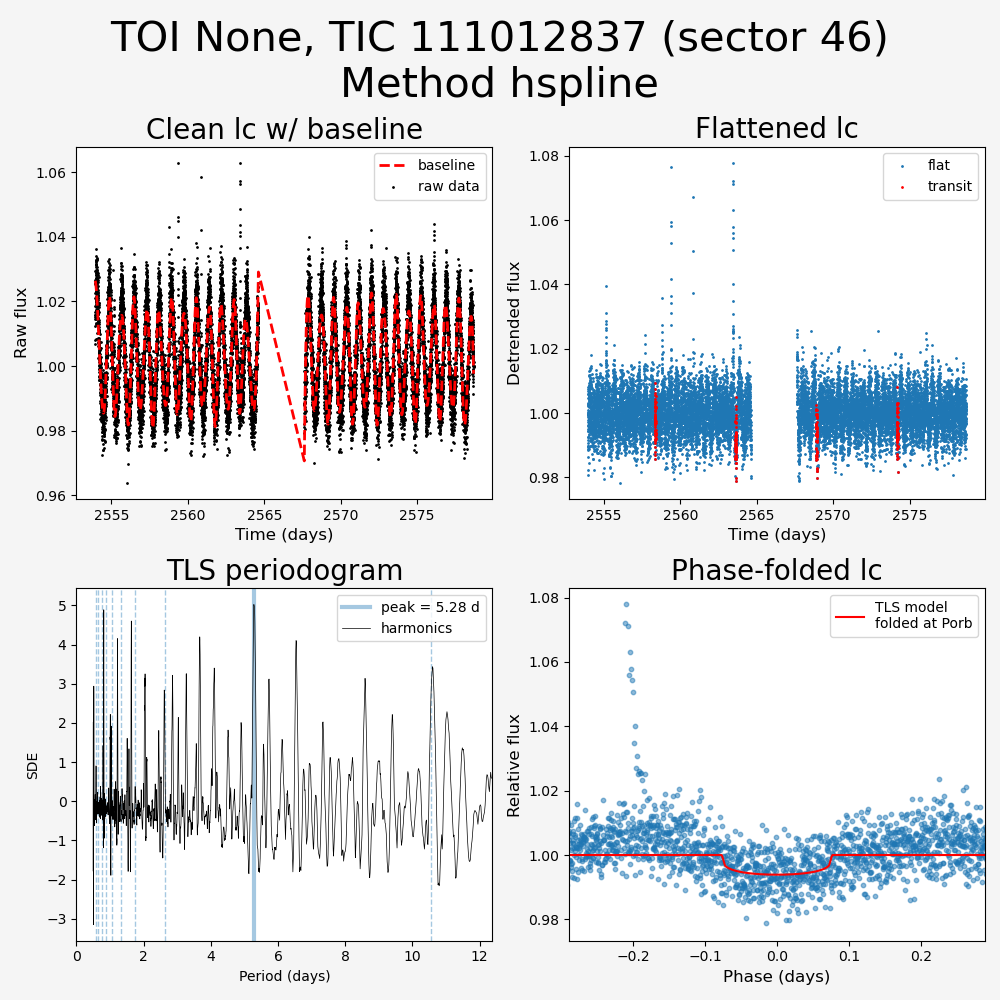 TOI None, TIC 111012837 (sector 46)
Method hspline
Clean lc w/ baseline
Raw flux
1.06
1.04
1.02
1.00
0.98
0.96
baseline
raw data
2555
2560
2565
2570
2575
Time (days)
Flattened lc
Detrended flux
1.08
1.06
1.04
1.02
1.00
0.98
flat
transit
2555
2560
2565
2570
2575
Time (days)
TLS periodogram
SDE
5
4
3
2
1
0
−1
−2
−3
peak = 5.28 d
harmonics
0
2
4
6
8
10
12
Period (days)
Phase-folded lc
Relative flux
1.08
1.06
1.04
1.02
1.00
0.98
TLS model
folded at Porb
−0.2
−0.1
0.0
0.1
0.2
Phase (days)